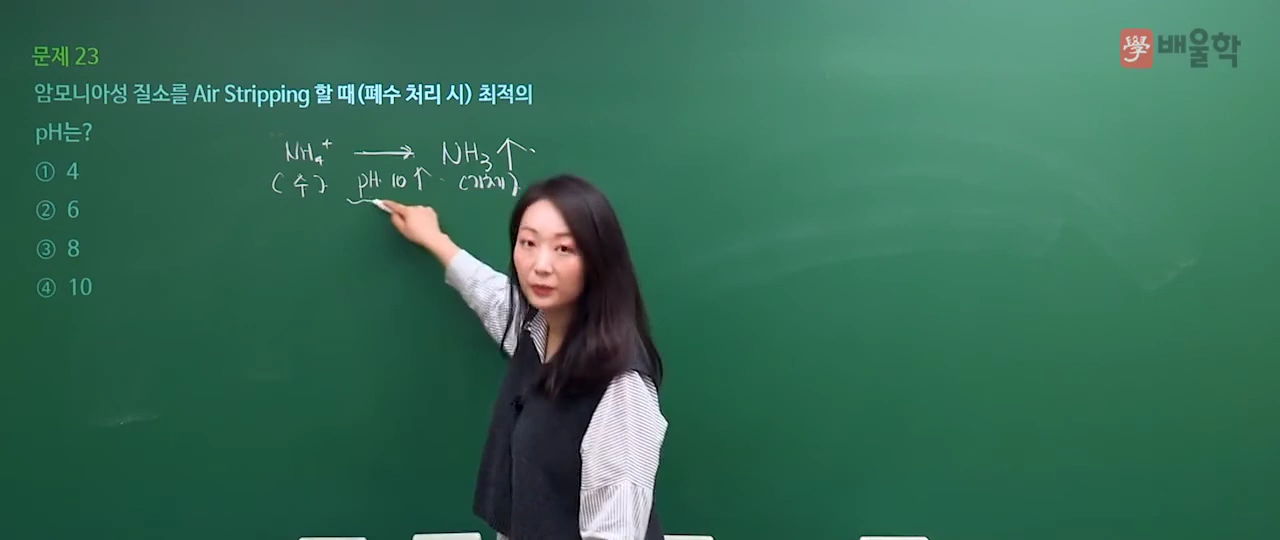 學 배울학
문제 23
암모니아성 질소를 Air Stripping 할 때(폐수 처리 시) 최적의
pH는?
① 4
② 6
③ 8
④ 10
NH₄⁺ → NH₃↑
(수) pH 10↑ (기체)